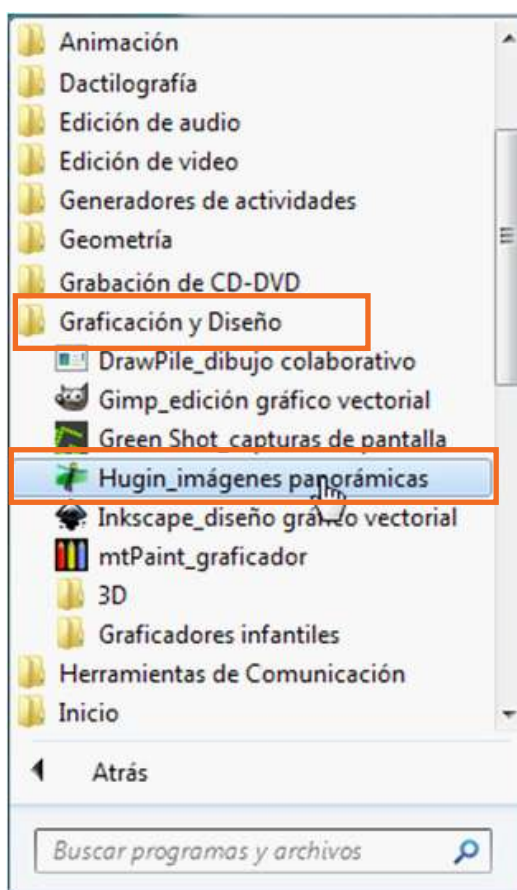 Animación
Dactilografía
Edición de audio
Edición de video
Generadores de actividades
Geometría
Grabación de CD-DVD
Graficación y Diseño
DrawPile_dibujo colaborativo
Gimp_edición gráfico vectorial
Green Shot_capturas de pantalla
Hugin_imágenes panorámicas
Inkscape_diseño gráfico vectorial
mtPaint_graficador
3D
Graficadores infantiles
Herramientas de Comunicación
Inicio
Atrás
Buscar programas y archivos